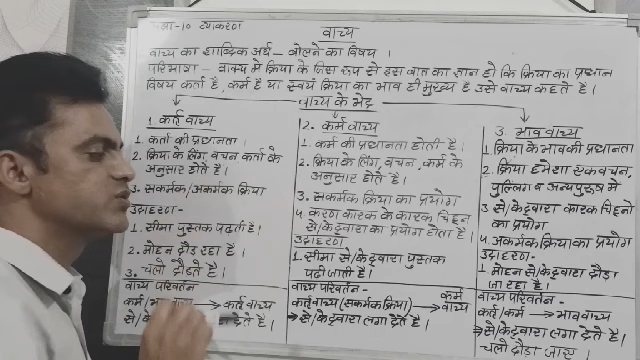 कक्षा-10 व्याकरण
वाच्य
वाच्य का शाब्दिक अर्थ - बोलने का विषय ।
परिभाषा - वाक्य मे क्रिया के जिस रूप से इस बात का ज्ञान हो कि क्रिया का प्रधान
विषय कर्ता है, कर्म है या स्वयं क्रिया का भाव ही मुख्य है उसे वाच्य कहते है।
वाच्य के भेद
1. कर्तृ वाच्य
1. कर्ता की प्रधानता ।
2. क्रिया के लिंग, वचन कर्ता के
अनुसार होते है।
3. सकर्मक/अकर्मक क्रिया
उदाहरण -
1. सीमा पुस्तक पढ़ती है।
2. मोहन दौड़ रहा है।
3. चलो दौड़ते है।
वाच्य परिवर्तन
कर्म/ → कर्तृ वाच्य
से/ देते है।
2. कर्म वाच्य
1. कर्म की प्रधानता होती है।
2. क्रिया के लिंग, वचन, कर्म के
अनुसार होते है।
3. सकर्मक क्रिया का प्रयोग
4. करण कारक के कारक चिह्न
से/के द्वारा का प्रयोग होता है।
उदाहरण
1. सीमा से/के द्वारा पुस्तक
पढ़ी जाती है।
वाच्य परिवर्तन -
कर्तृ वाच्य (सकर्मक क्रिया) → कर्म वाच्य
→ से/के द्वारा लगा देते है।
3. भाव वाच्य
1 क्रिया के भाव की प्रधानता
2. क्रिया हमेशा एकवचन,
पुल्लिंग व अन्य पुरुष मे
3 से/के द्वारा कारक चिह्नो
का प्रयोग
4. अकर्मक क्रिया का प्रयोग
उदाहरण-
1 मोहन से/के द्वारा दौड़ा
जा रहा है।
वाच्य परिवर्तन-
कर्तृ/कर्म → भाव वाच्य
→ से/के द्वारा लगा देते है।
चलो दौड़ा जाए।